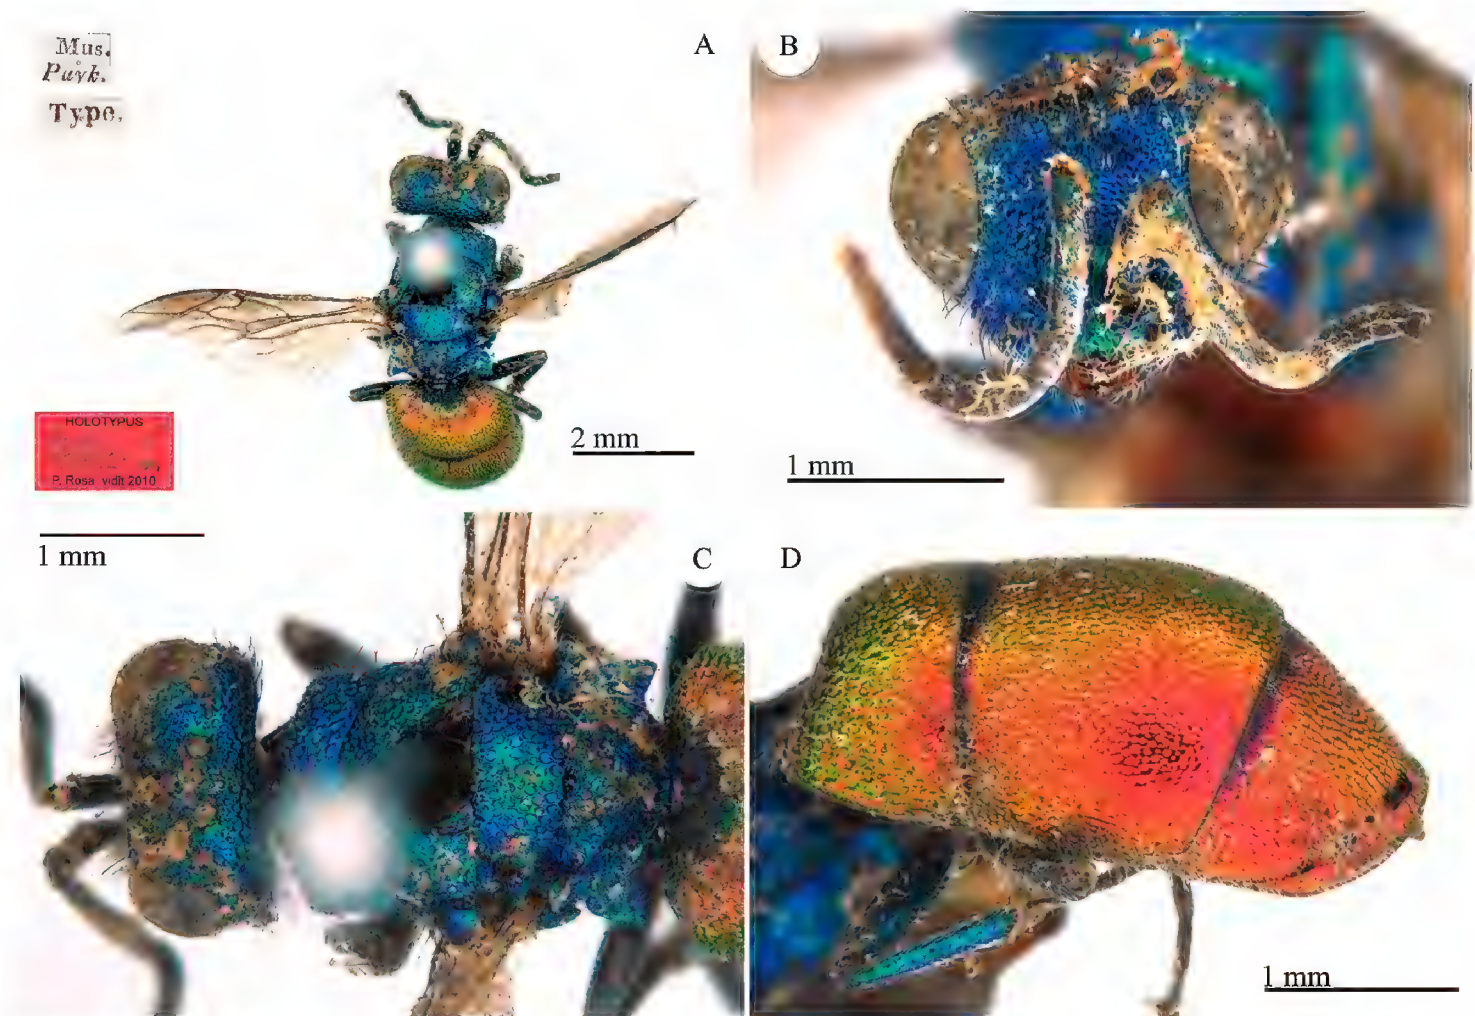 Mus.
Payk.
Type.
A
B
HOLOTYPUS
P. Rosa vidit 2010
2 mm
1 mm
1 mm
C
D
1 mm